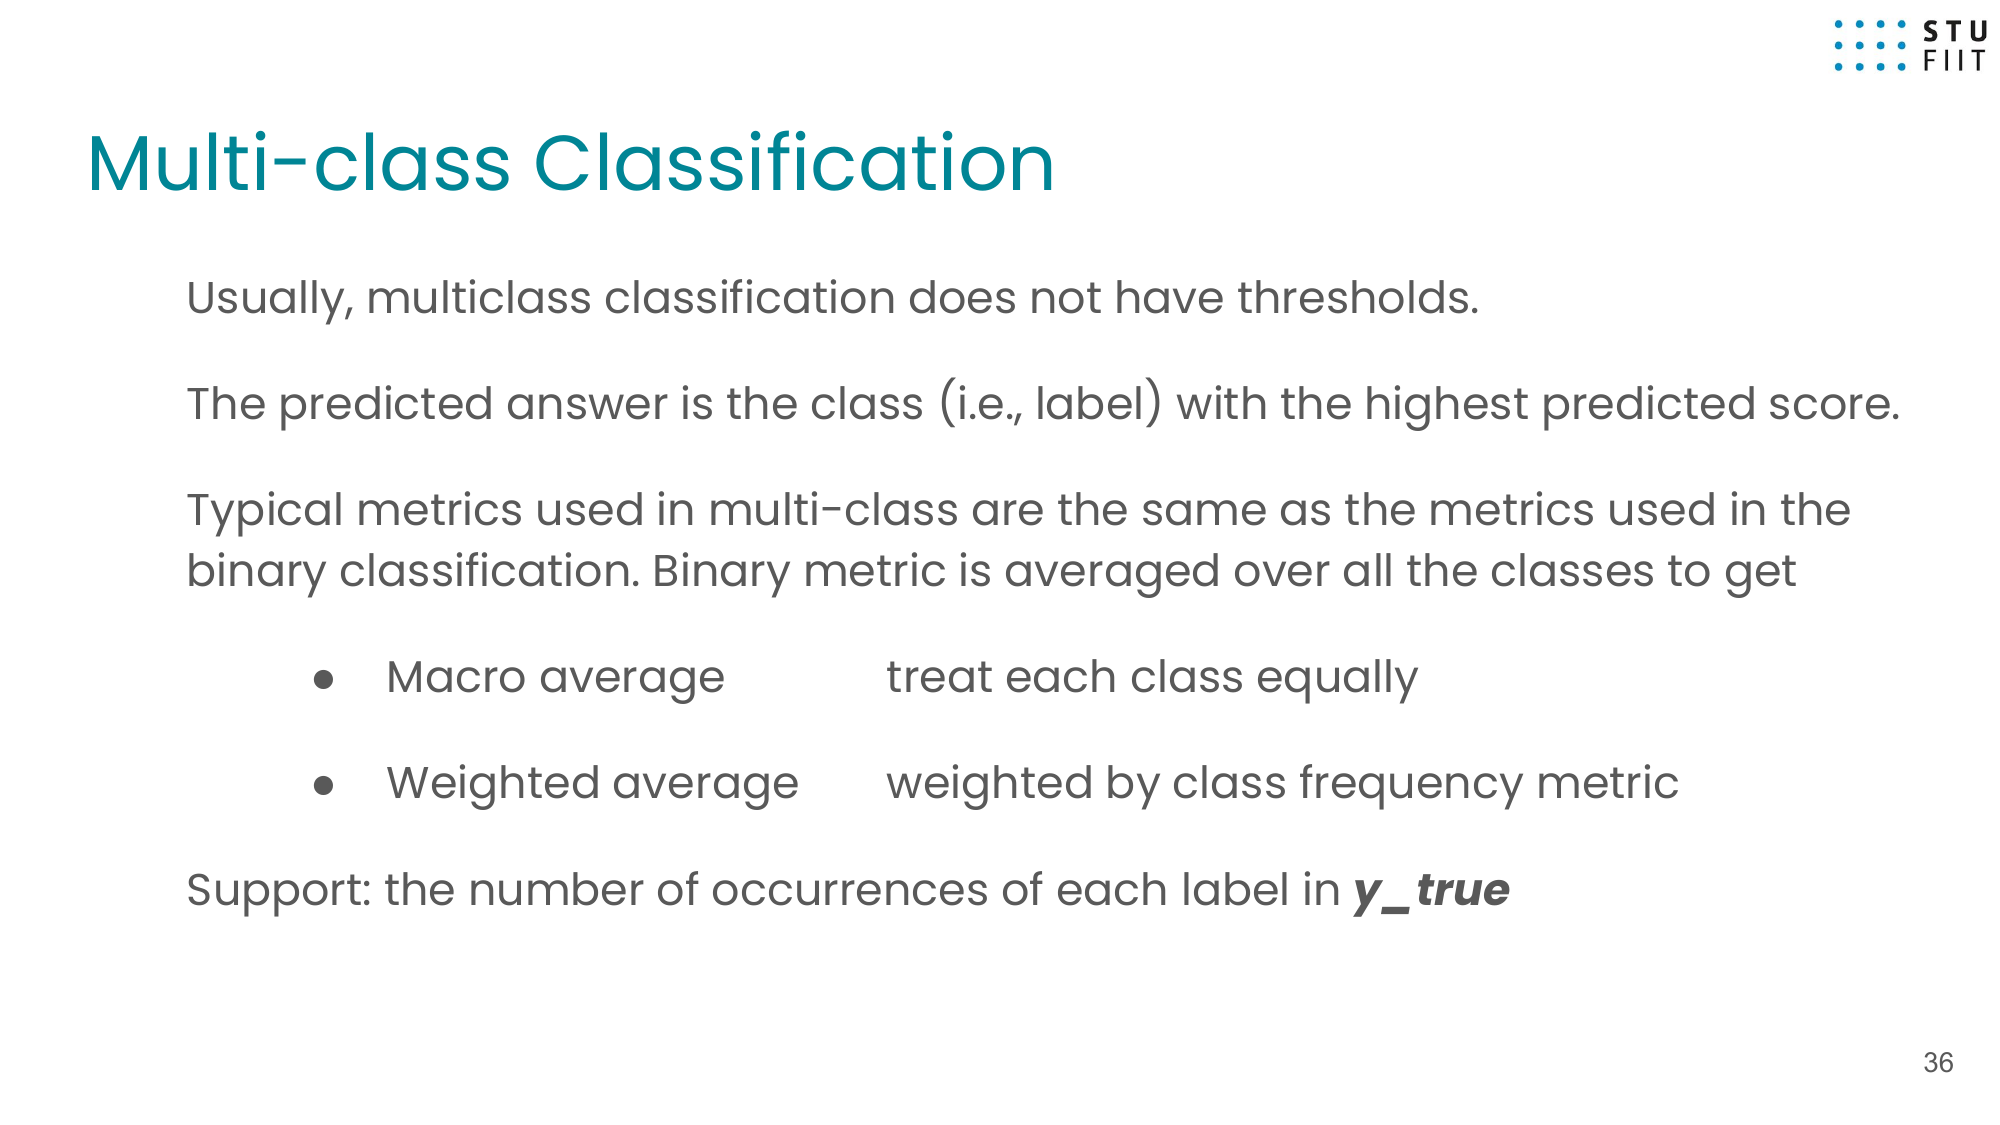 STU
FIIT
Multi-class Classification
Usually, multiclass classification does not have thresholds.
The predicted answer is the class (i.e., label) with the highest predicted score.
Typical metrics used in multi-class are the same as the metrics used in the
binary classification. Binary metric is averaged over all the classes to get
● Macro average treat each class equally
● Weighted average weighted by class frequency metric
Support: the number of occurrences of each label in y_true
36